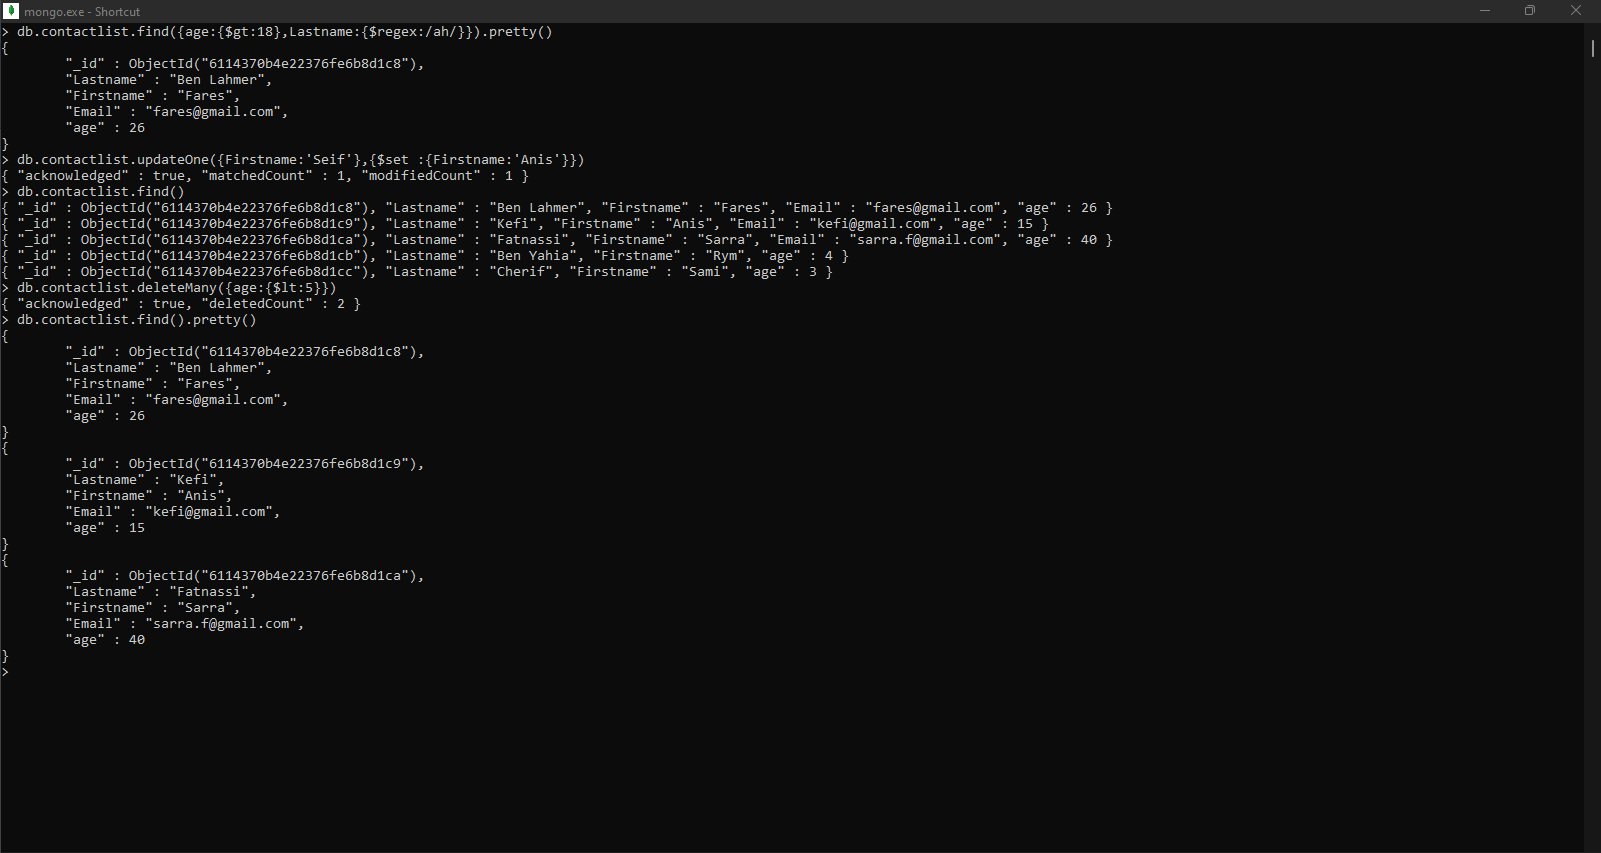 mongo.exe - Shortcut
> db.contactlist.find({age:{$gt:18},Lastname:{$regex:/ah/}}).pretty()
{
        "_id" : ObjectId("6114370b4e22376fe6b8d1c8"),
        "Lastname" : "Ben Lahmer",
        "Firstname" : "Fares",
        "Email" : "fares@gmail.com",
        "age" : 26
}
> db.contactlist.updateOne({Firstname:'Seif'},{$set :{Firstname:'Anis'}})
{ "acknowledged" : true, "matchedCount" : 1, "modifiedCount" : 1 }
> db.contactlist.find()
{ "_id" : ObjectId("6114370b4e22376fe6b8d1c8"), "Lastname" : "Ben Lahmer", "Firstname" : "Fares", "Email" : "fares@gmail.com", "age" : 26 }
{ "_id" : ObjectId("6114370b4e22376fe6b8d1c9"), "Lastname" : "Kefi", "Firstname" : "Anis", "Email" : "kefi@gmail.com", "age" : 15 }
{ "_id" : ObjectId("6114370b4e22376fe6b8d1ca"), "Lastname" : "Fatnassi", "Firstname" : "Sarra", "Email" : "sarra.f@gmail.com", "age" : 40 }
{ "_id" : ObjectId("6114370b4e22376fe6b8d1cb"), "Lastname" : "Ben Yahia", "Firstname" : "Rym", "age" : 4 }
{ "_id" : ObjectId("6114370b4e22376fe6b8d1cc"), "Lastname" : "Cherif", "Firstname" : "Sami", "age" : 3 }
> db.contactlist.deleteMany({age:{$lt:5}})
{ "acknowledged" : true, "deletedCount" : 2 }
> db.contactlist.find().pretty()
{
        "_id" : ObjectId("6114370b4e22376fe6b8d1c8"),
        "Lastname" : "Ben Lahmer",
        "Firstname" : "Fares",
        "Email" : "fares@gmail.com",
        "age" : 26
}
{
        "_id" : ObjectId("6114370b4e22376fe6b8d1c9"),
        "Lastname" : "Kefi",
        "Firstname" : "Anis",
        "Email" : "kefi@gmail.com",
        "age" : 15
}
{
        "_id" : ObjectId("6114370b4e22376fe6b8d1ca"),
        "Lastname" : "Fatnassi",
        "Firstname" : "Sarra",
        "Email" : "sarra.f@gmail.com",
        "age" : 40
}
>